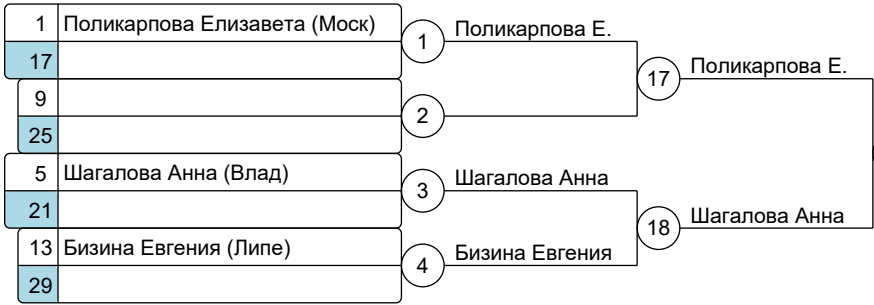 1 Поликарпова Елизавета (Моск)
17
9
25
5 Шагалова Анна (Влад)
21
13 Бизина Евгения (Липе)
29
1 Поликарпова Е.
2
3 Шагалова Анна
4 Бизина Евгения
17 Поликарпова Е.
18 Шагалова Анна